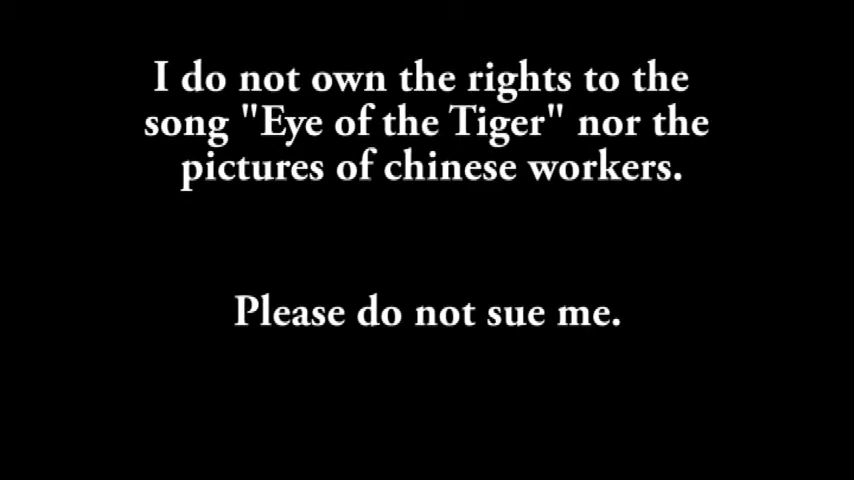 I do not own the rights to the
song "Eye of the Tiger" nor the
pictures of chinese workers.
Please do not sue me.